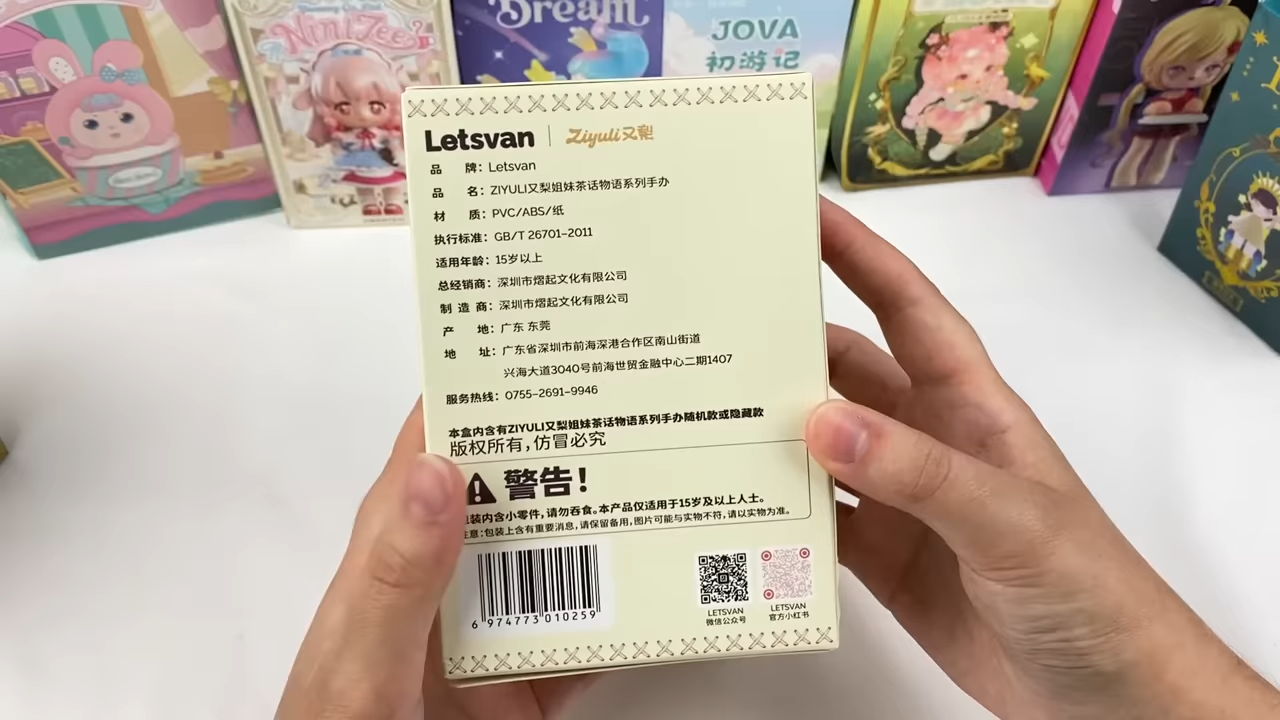 NiniZee
Dream
JOVA
初游记
Letsvan | Ziyuli又梨
品 牌：Letsvan
品 名：ZIYULI又梨姐妹茶话物语系列手办
材 质：PVC/ABS/纸
执行标准：GB/T 26701-2011
适用年龄：15岁以上
总经销商：深圳市熠起文化有限公司
制 造 商：深圳市熠起文化有限公司
产 地：广东 东莞
地 址：广东省深圳市前海深港合作区南山街道
兴海大道3040号前海世贸金融中心二期1407
服务热线：0755-2691-9946
本盒内含有ZIYULI又梨姐妹茶话物语系列手办随机款或隐藏款
版权所有，仿冒必究
警告！
装内含小零件，请勿吞食。本产品仅适用于15岁及以上人士。
意：包装上含有重要消息，请保留备用，图片可能与实物不符，请以实物为准。
6 974773 010259
LETSVAN
微信公众号
LETSVAN
官方小红书